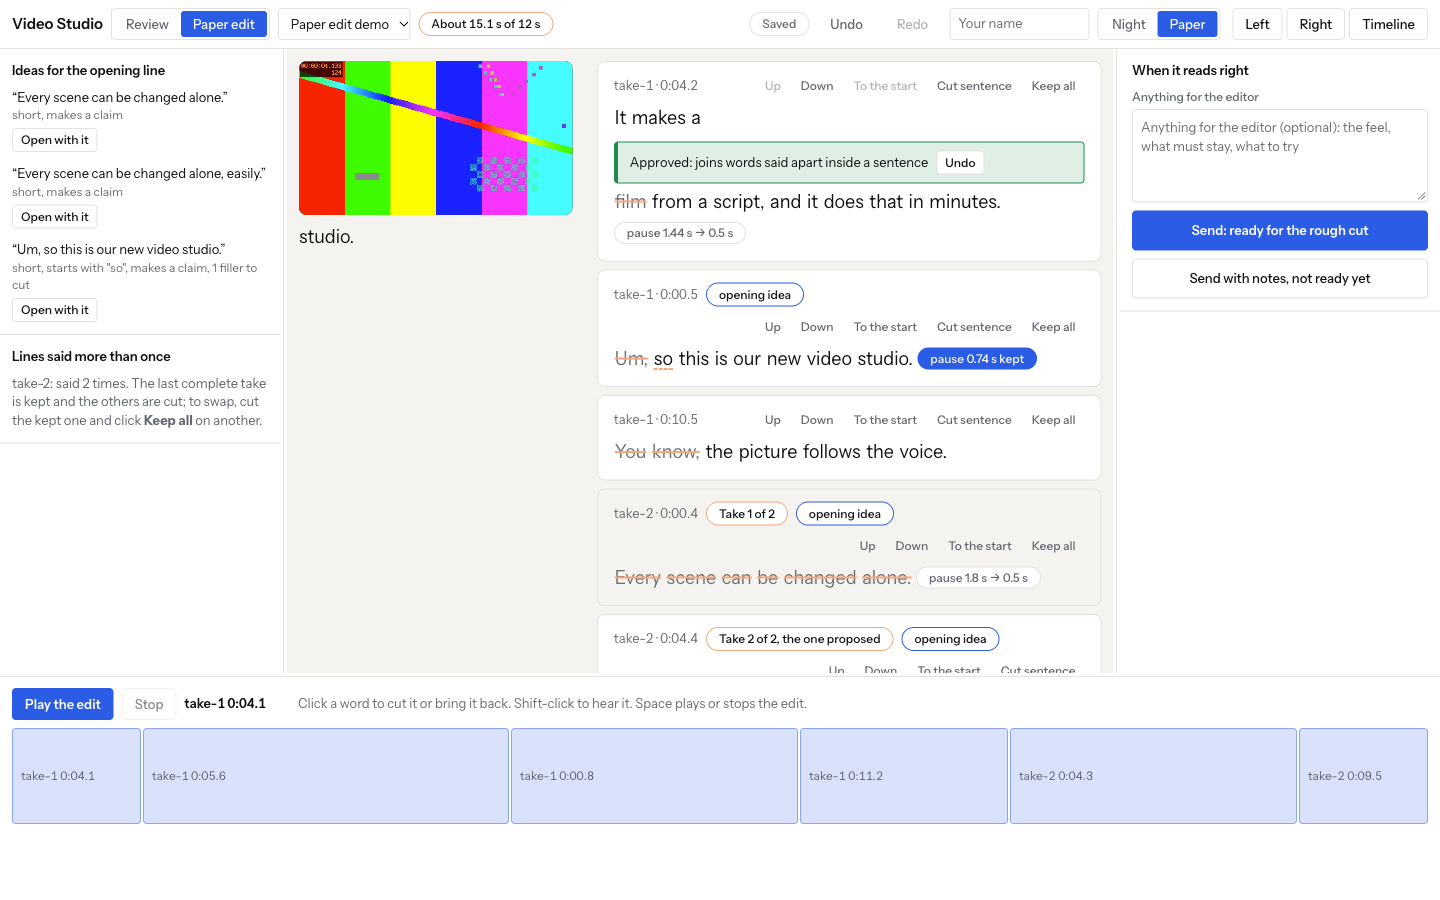 Video Studio Review Paper edit Paper edit demo About 15.1 s of 12 s Saved Undo Redo Your name Night Paper Left Right Timeline
Ideas for the opening line
“Every scene can be changed alone.”
short, makes a claim
Open with it
“Every scene can be changed alone, easily.”
short, makes a claim
Open with it
“Um, so this is our new video studio.”
short, starts with "so", makes a claim, 1 filler to
cut
Open with it
Lines said more than once
take-2: said 2 times. The last complete take
is kept and the others are cut; to swap, cut
the kept one and click Keep all on another.
00:00:04.133
124
studio.
take-1 · 0:04.2 Up Down To the start Cut sentence Keep all
It makes a
Approved: joins words said apart inside a sentence Undo
film from a script, and it does that in minutes.
pause 1.44 s → 0.5 s
take-1 · 0:00.5 opening idea
Up Down To the start Cut sentence Keep all
Um, so this is our new video studio. pause 0.74 s kept
take-1 · 0:10.5 Up Down To the start Cut sentence Keep all
You know, the picture follows the voice.
take-2 · 0:00.4 Take 1 of 2 opening idea
Up Down To the start Keep all
Every scene can be changed alone. pause 1.8 s → 0.5 s
take-2 · 0:04.4 Take 2 of 2, the one proposed opening idea
Up Down To the start Cut sentence
When it reads right
Anything for the editor
Anything for the editor (optional): the feel,
what must stay, what to try
Send: ready for the rough cut
Send with notes, not ready yet
Play the edit Stop take-1 0:04.1 Click a word to cut it or bring it back. Shift-click to hear it. Space plays or stops the edit.
take-1 0:04.1 take-1 0:05.6 take-1 0:00.8 take-1 0:11.2 take-2 0:04.3 take-2 0:09.5